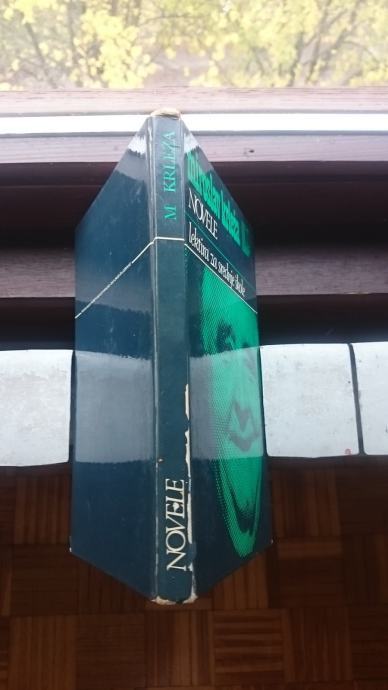 M KRLEŽA
NOVELE
miroslav krleža
NOVELE
lektira za srednje škole